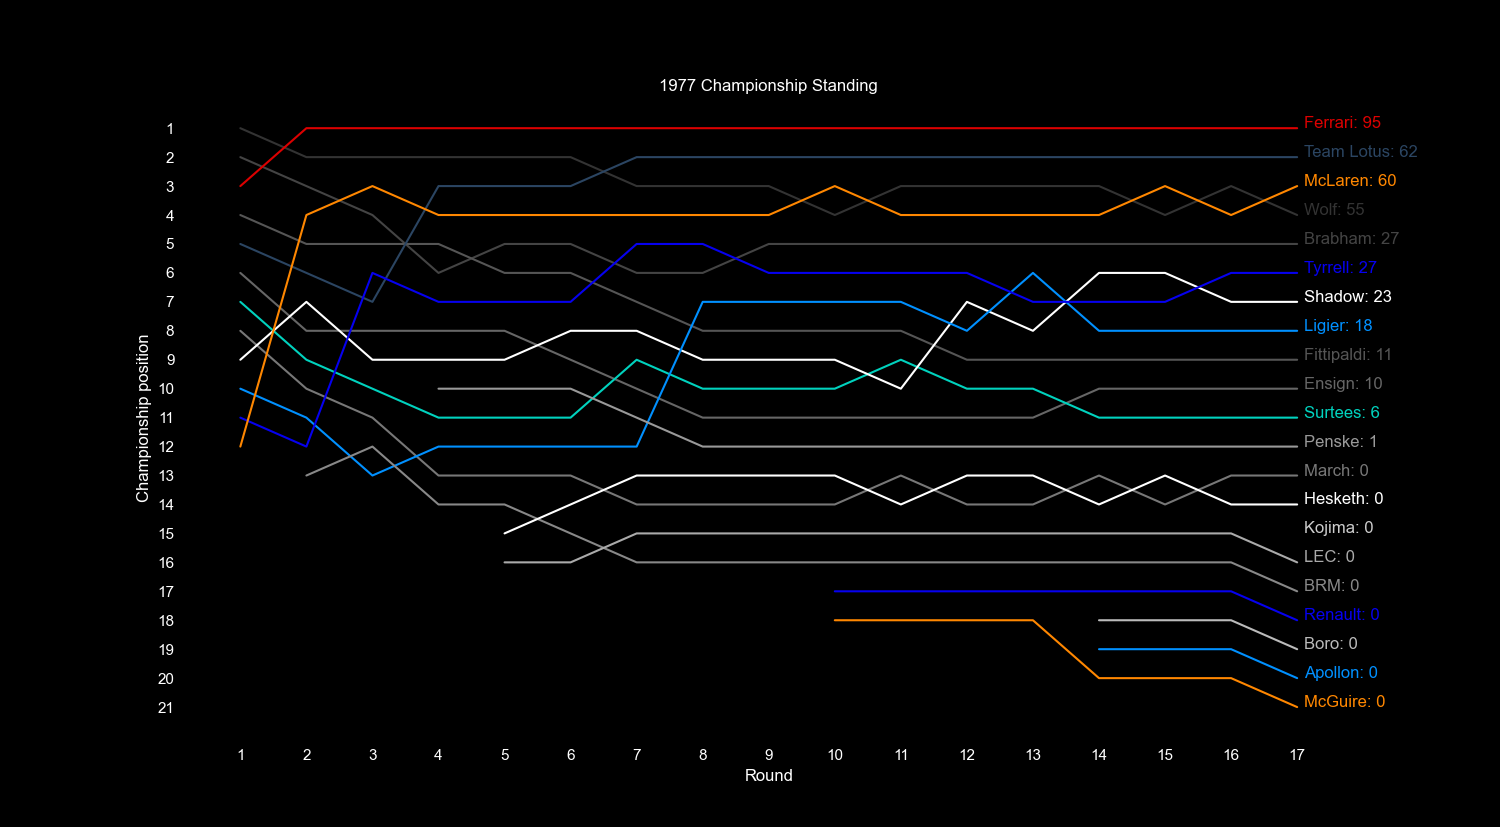 1977 Championship Standing
Championship position
1
2
3
4
5
6
7
8
9
10
11
12
13
14
15
16
17
18
19
20
21
Ferrari: 95
Team Lotus: 62
McLaren: 60
Wolf: 55
Brabham: 27
Tyrrell: 27
Shadow: 23
Ligier: 18
Fittipaldi: 11
Ensign: 10
Surtees: 6
Penske: 1
March: 0
Hesketh: 0
Kojima: 0
LEC: 0
BRM: 0
Renault: 0
Boro: 0
Apollon: 0
McGuire: 0
1 2 3 4 5 6 7 8 9 10 11 12 13 14 15 16 17
Round